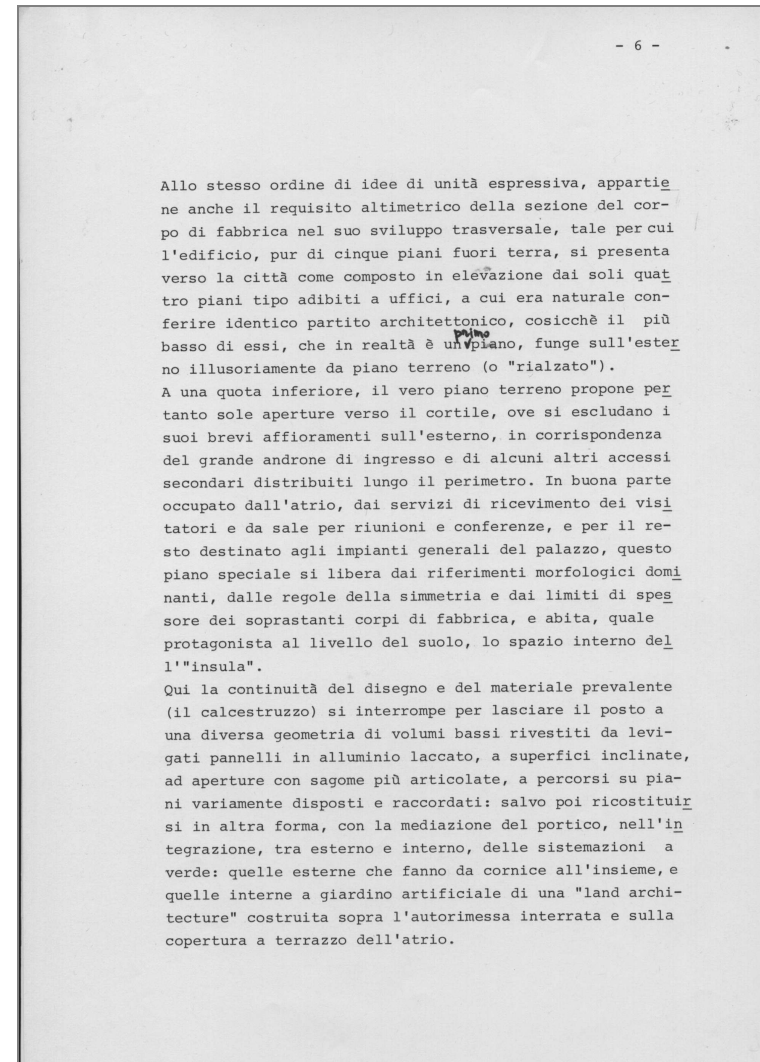 - 6 -
Allo stesso ordine di idee di unità espressiva, appartie
ne anche il requisito altimetrico della sezione del cor-
po di fabbrica nel suo sviluppo trasversale, tale per cui
l'edificio, pur di cinque piani fuori terra, si presenta
verso la città come composto in elevazione dai soli quat
tro piani tipo adibiti a uffici, a cui era naturale con-
ferire identico partito architettonico, cosicchè il più
primo
basso di essi, che in realtà è un piano, funge sull'ester
no illusoriamente da piano terreno (o "rialzato").
A una quota inferiore, il vero piano terreno propone per
tanto sole aperture verso il cortile, ove si escludano i
suoi brevi affioramenti sull'esterno, in corrispondenza
del grande androne di ingresso e di alcuni altri accessi
secondari distribuiti lungo il perimetro. In buona parte
occupato dall'atrio, dai servizi di ricevimento dei visi
tatori e da sale per riunioni e conferenze, e per il re-
sto destinato agli impianti generali del palazzo, questo
piano speciale si libera dai riferimenti morfologici domi
nanti, dalle regole della simmetria e dai limiti di spes
sore dei soprastanti corpi di fabbrica, e abita, quale
protagonista al livello del suolo, lo spazio interno del
l'"insula".
Qui la continuità del disegno e del materiale prevalente
(il calcestruzzo) si interrompe per lasciare il posto a
una diversa geometria di volumi bassi rivestiti da levi-
gati pannelli in alluminio laccato, a superfici inclinate,
ad aperture con sagome più articolate, a percorsi su pia-
ni variamente disposti e raccordati: salvo poi ricostituir
si in altra forma, con la mediazione del portico, nell'in
tegrazione, tra esterno e interno, delle sistemazioni a
verde: quelle esterne che fanno da cornice all'insieme, e
quelle interne a giardino artificiale di una "land archi-
tecture" costruita sopra l'autorimessa interrata e sulla
copertura a terrazzo dell'atrio.